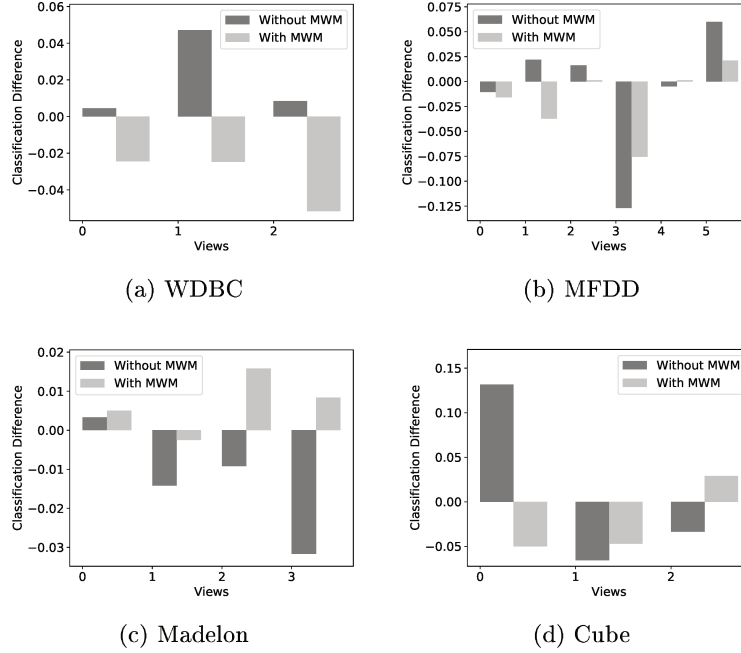 0.06
0.04
0.02
0.00
−0.02
−0.04
Classification Difference
Without MWM
With MWM
0 1 2
Views
(a) WDBC
0.075
0.050
0.025
0.000
−0.025
−0.050
−0.075
−0.100
−0.125
Classification Difference
Without MWM
With MWM
0 1 2 3 4 5
Views
(b) MFDD
0.02
0.01
0.00
−0.01
−0.02
−0.03
Classification Difference
Without MWM
With MWM
0 1 2 3
Views
(c) Madelon
0.15
0.10
0.05
0.00
−0.05
Classification Difference
Without MWM
With MWM
0 1 2
Views
(d) Cube